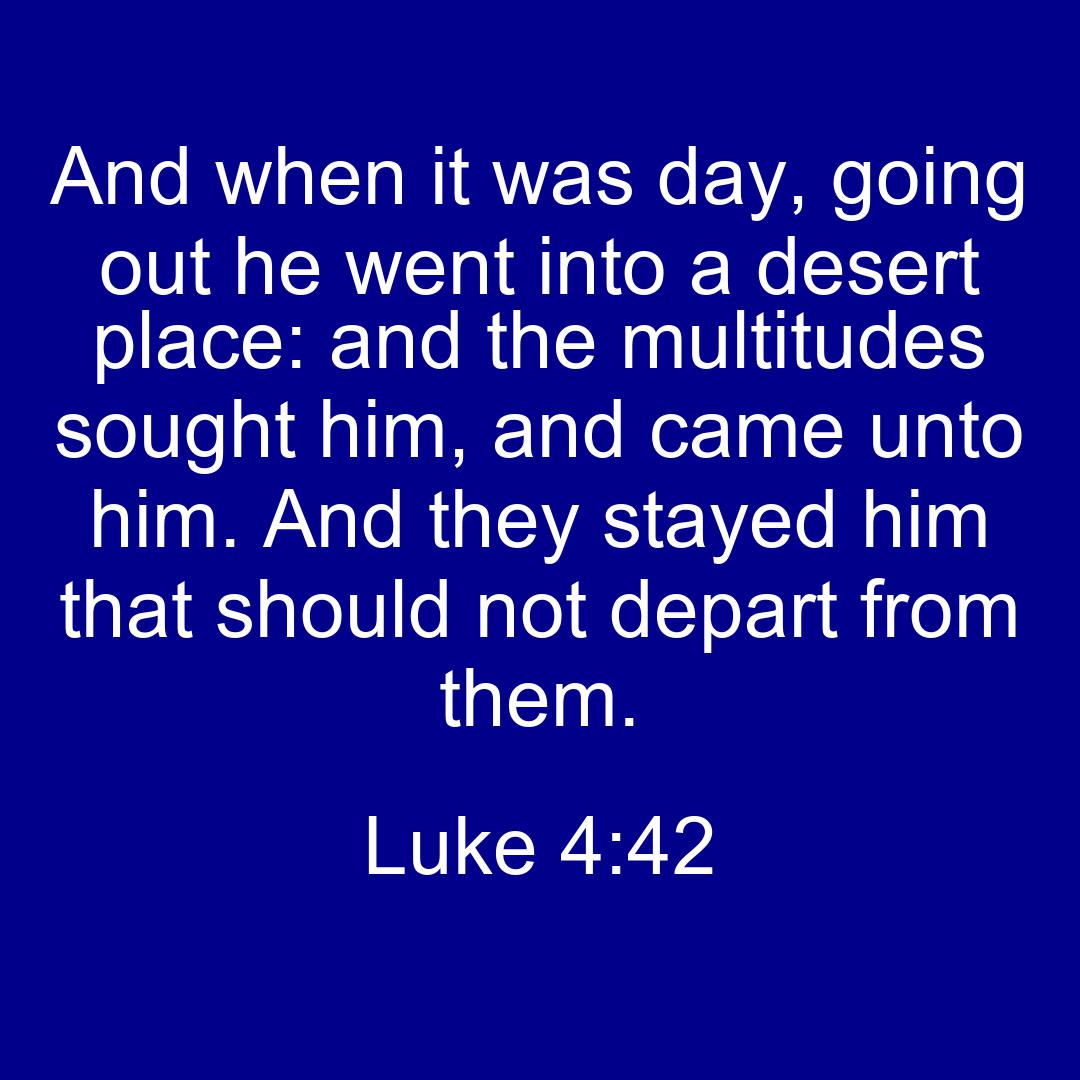 And when it was day, going
out he went into a desert
place: and the multitudes
sought him, and came unto
him. And they stayed him
that should not depart from
them.
Luke 4:42